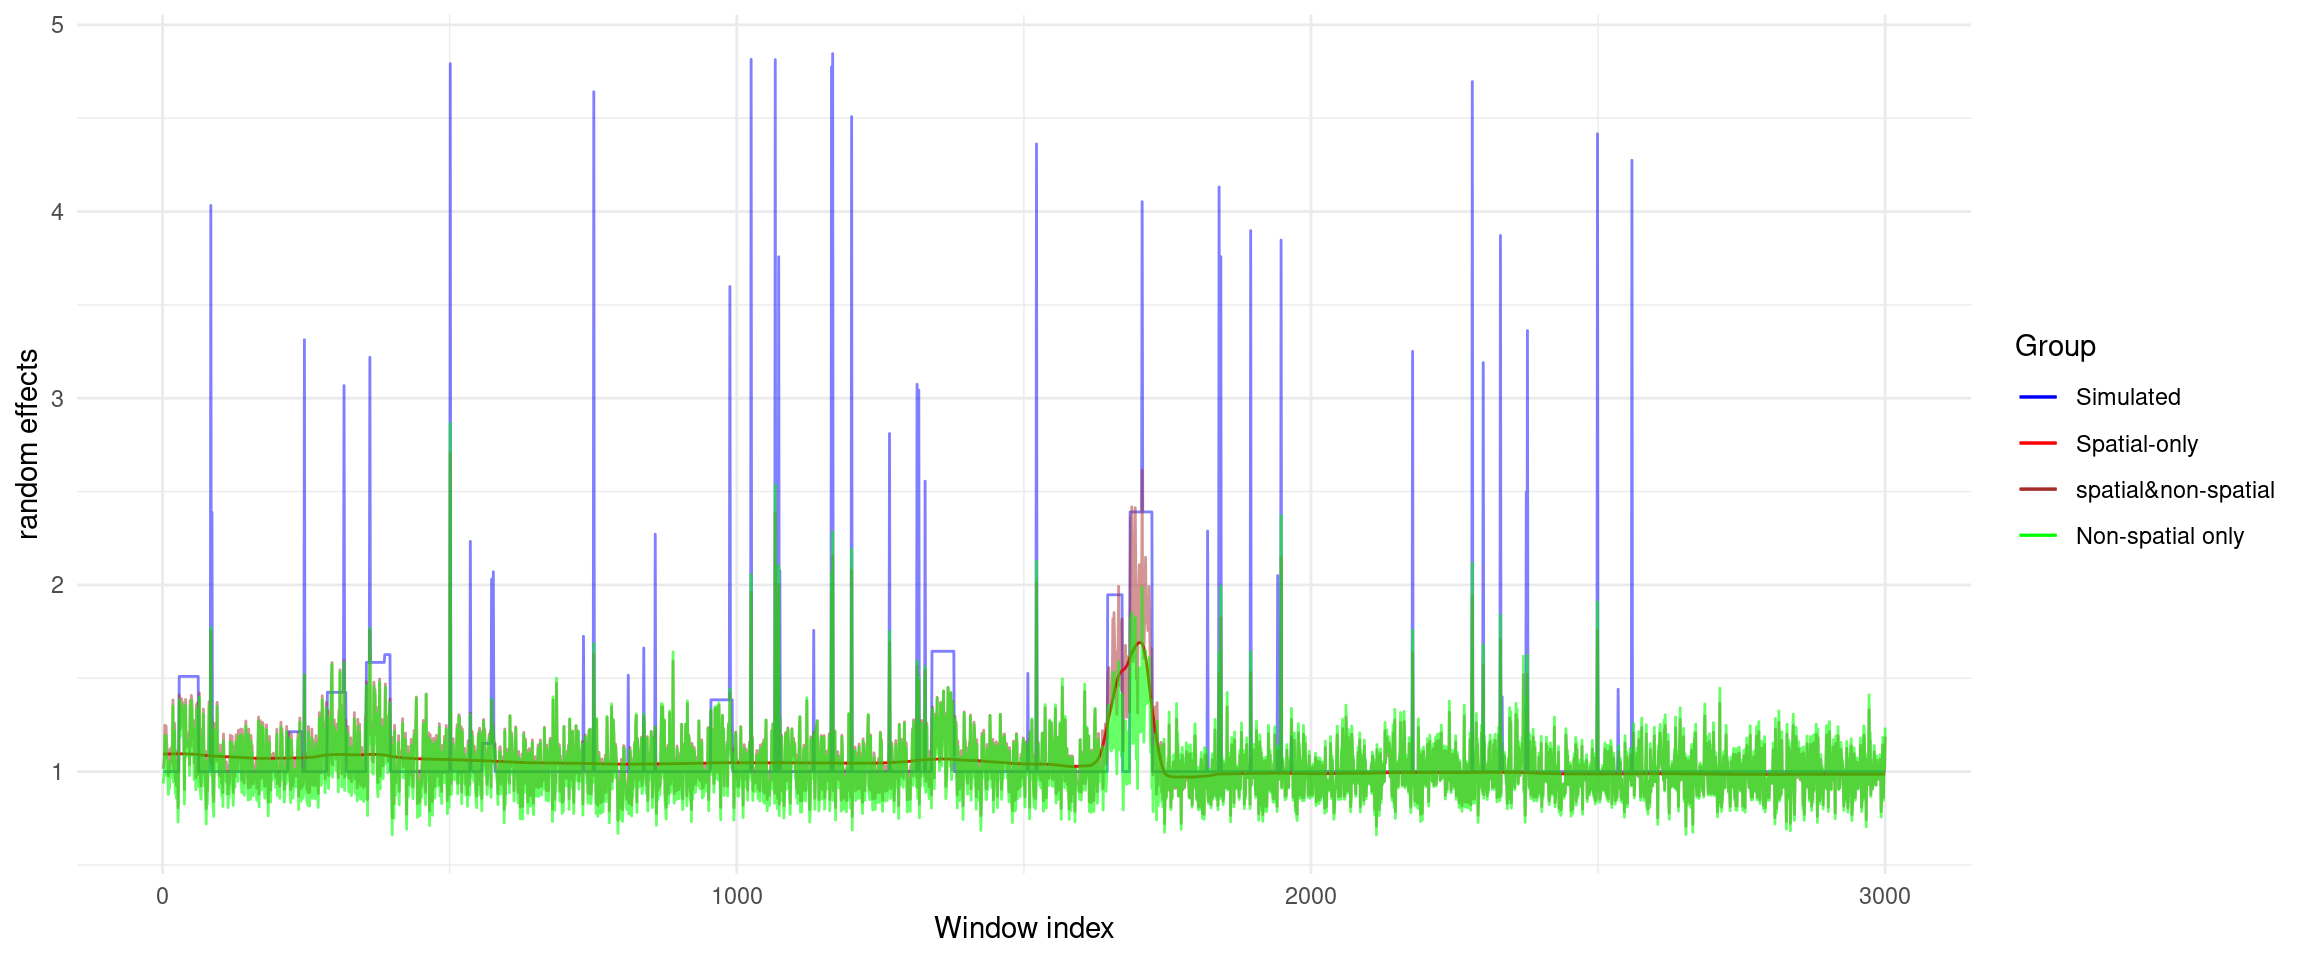 5
4
3
2
1
random effects
0
1000
2000
3000
Window index
Group
Simulated
Spatial-only
spatial&non-spatial
Non-spatial only